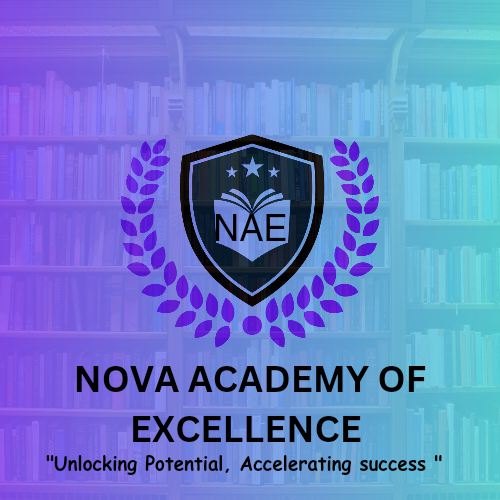 NAE
NOVA ACADEMY OF
EXCELLENCE
"Unlocking Potential, Accelerating success "